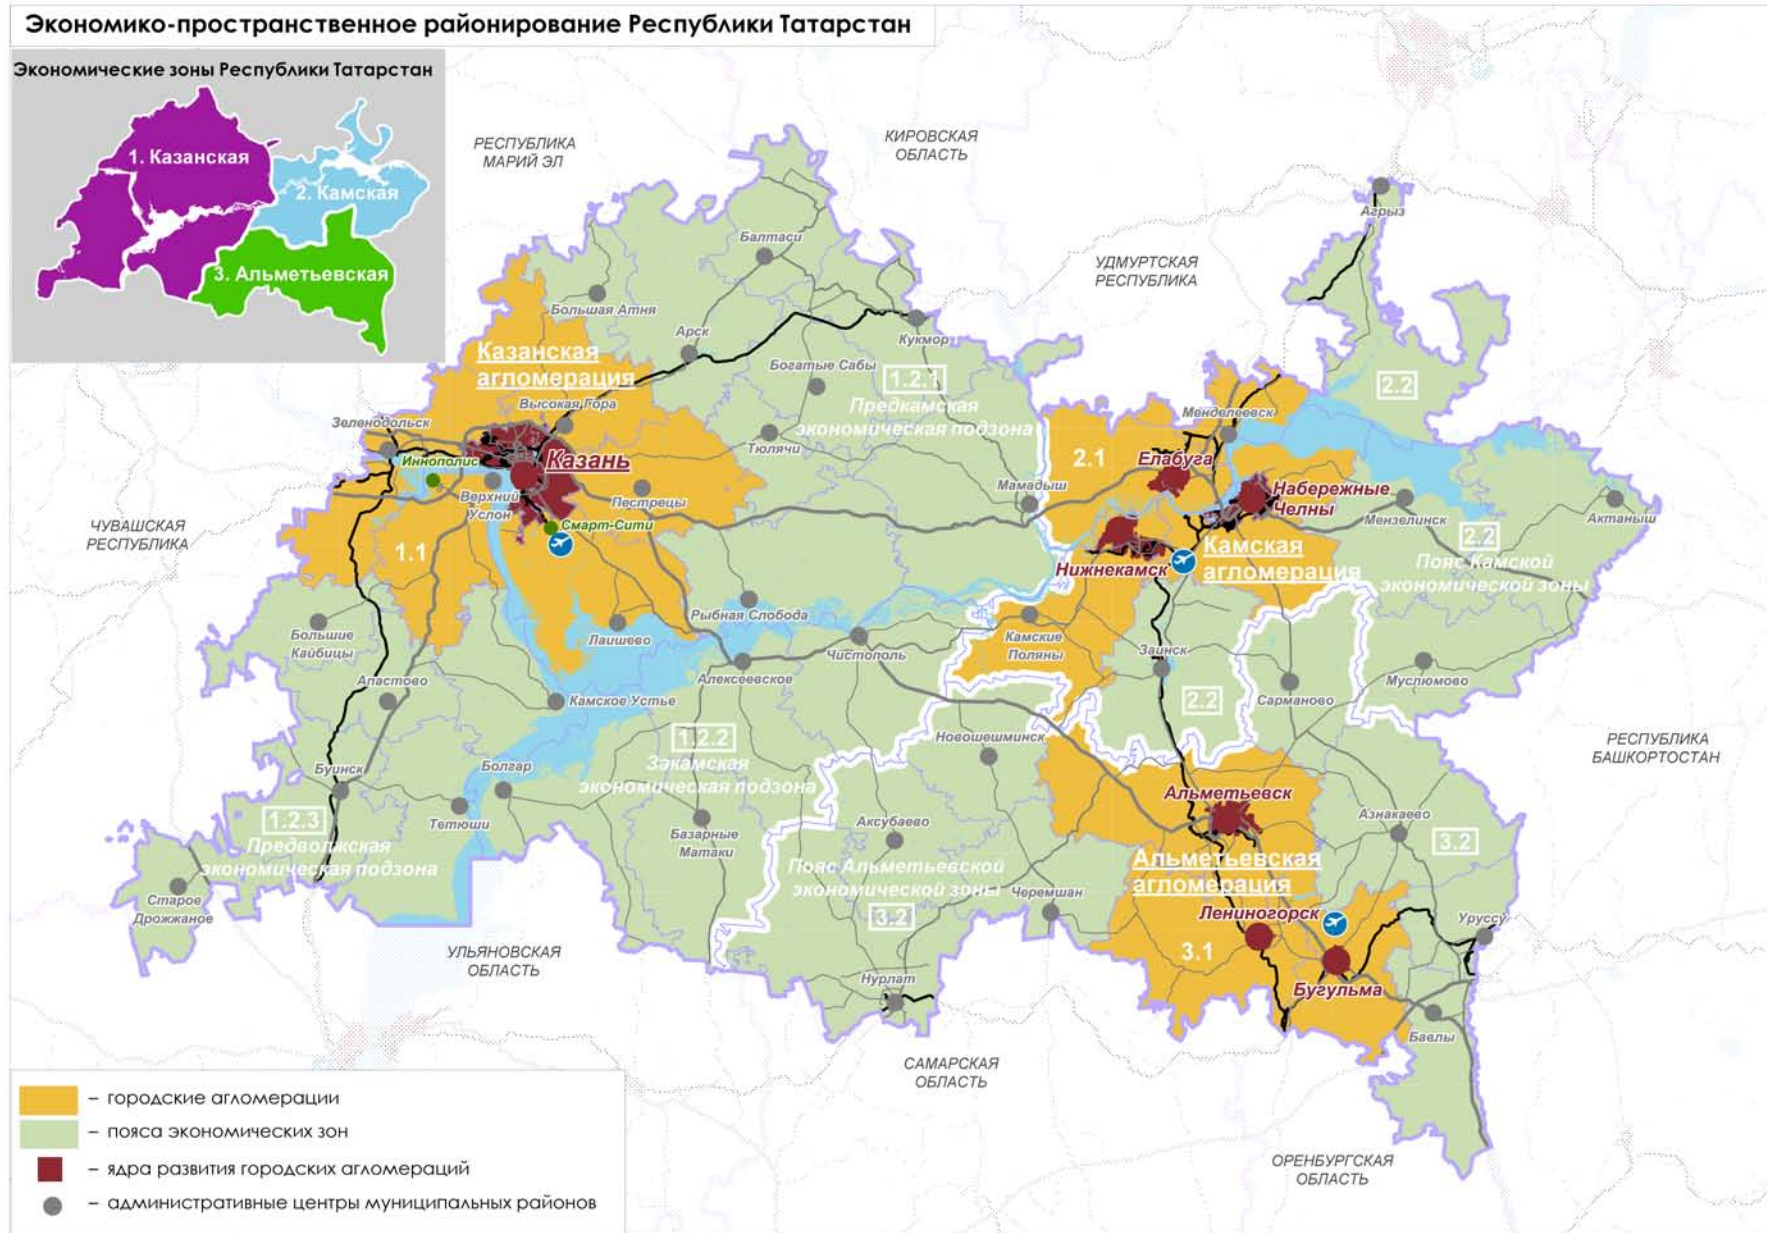 Экономико-пространственное районирование Республики Татарстан
Экономические зоны Республики Татарстан
1. Казанская
2. Камская
3. Альметьевская
РЕСПУБЛИКА
МАРИЙ ЭЛ
КИРОВСКАЯ
ОБЛАСТЬ
УДМУРТСКАЯ
РЕСПУБЛИКА
Агрыз
Балтаси
Большая Атня
Арск
Кукмор
Казанская
агломерация
Богатые Сабы
1.2.1
Предкамская
экономическая подзона
2.2
Высокая Гора
Зеленодольск
Менделеевск
Тюлячи
2.1
Елабуга
Иннополис
Казань
Верхний
Услон
Пестрецы
Мамадыш
Набережные
Челны
Мензелинск
Актаныш
Смарт-Сити
ЧУВАШСКАЯ
РЕСПУБЛИКА
1.1
2.2
Пояс Камской
экономической зоны
Камская
агломерация
Нижнекамск
Рыбная Слобода
Большие
Кайбицы
Лаишево
Чистополь
Камские
Поляны
Заинск
Апастово
Алексеевское
Камское Устье
2.2
Сарманово
Муслюмово
1.2.2
Закамская
экономическая подзона
Новошешминск
РЕСПУБЛИКА
БАШКОРТОСТАН
Буинск
Болгар
Тетюши
Альметьевск
Азнакаево
1.2.3
Предволжская
экономическая подзона
Базарные
Матаки
Аксубаево
3.2
Пояс Альметьевской
экономической зоны
3.2
Альметьевская
агломерация
Старое
Дрожжаное
Черемшан
Лениногорск
Уруссу
УЛЬЯНОВСКАЯ
ОБЛАСТЬ
3.1
Нурлат
Бугульма
Бавлы
САМАРСКАЯ
ОБЛАСТЬ
ОРЕНБУРГСКАЯ
ОБЛАСТЬ
– городские агломерации
– пояса экономических зон
– ядра развития городских агломераций
– административные центры муниципальных районов